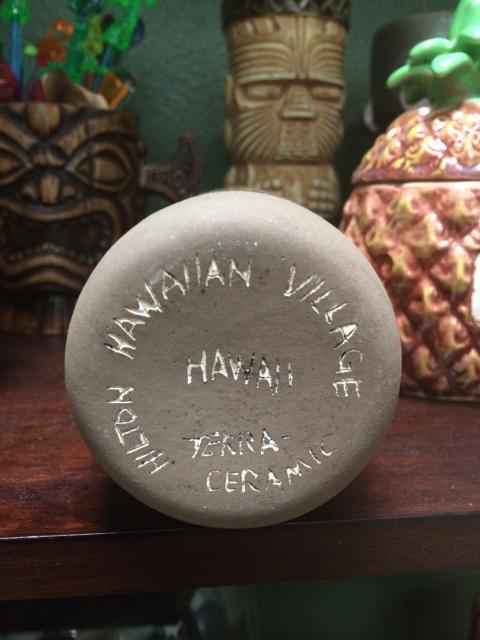 HILTON HAWAIIAN VILLAGE
HAWAII
TERRA-
CERAMIC